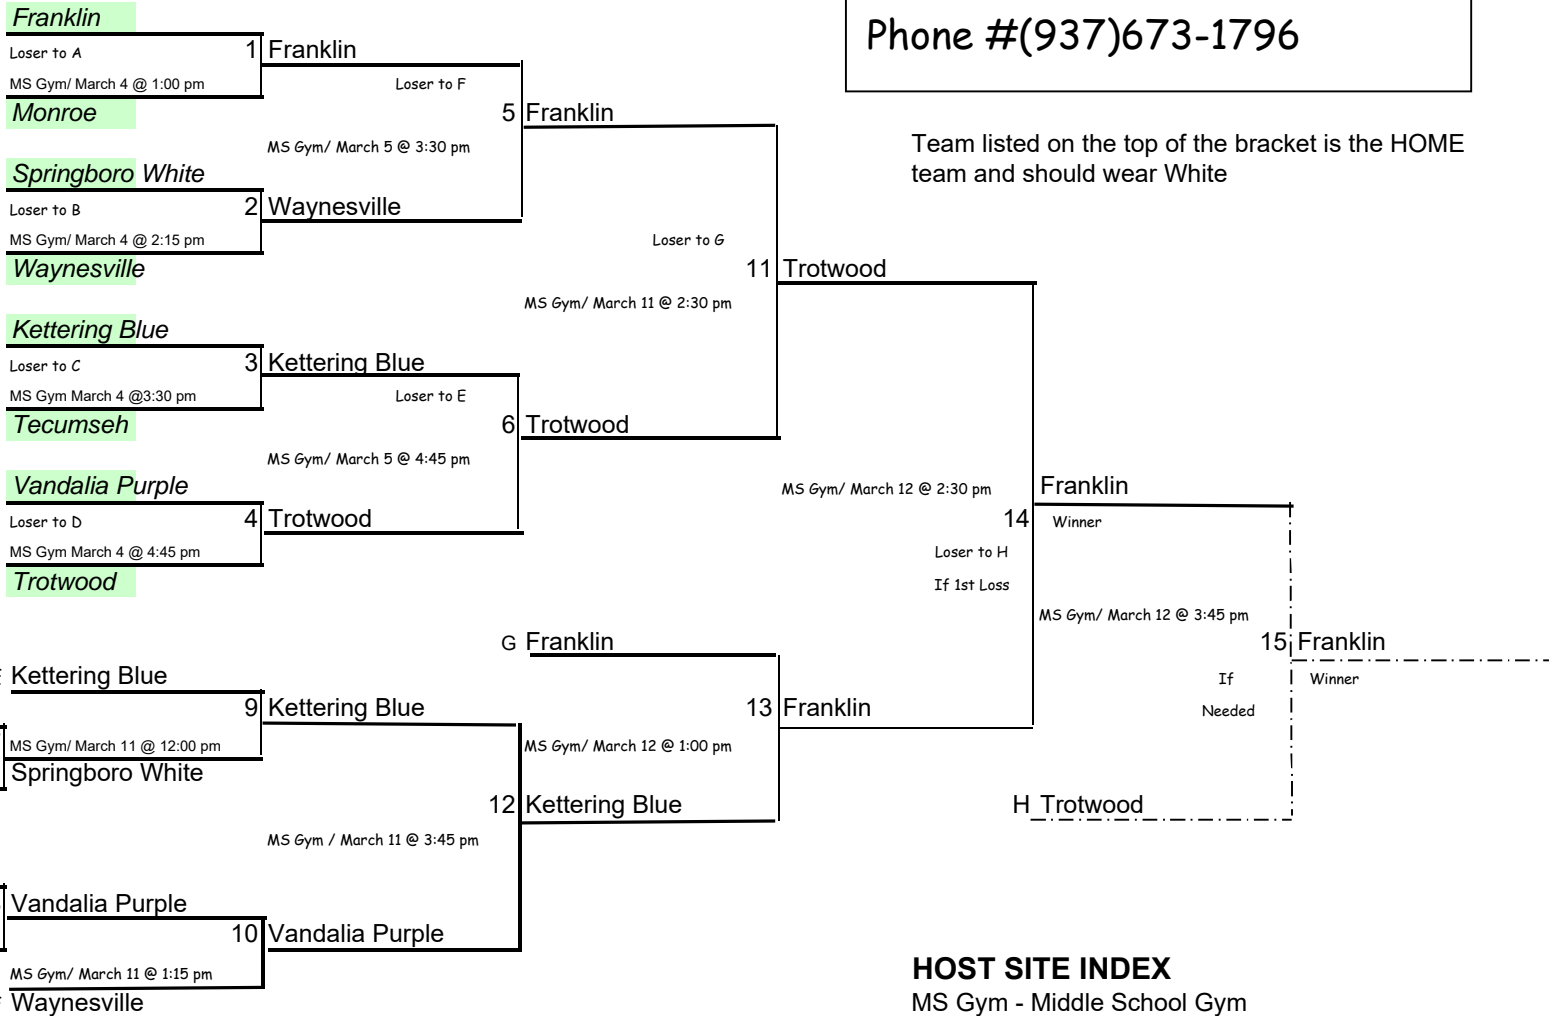 Franklin
Loser to A
1 Franklin
MS Gym/ March 4 @ 1:00 pm
Loser to F
Monroe
5 Franklin
MS Gym/ March 5 @ 3:30 pm
Springboro White
Loser to B
2 Waynesville
MS Gym/ March 4 @ 2:15 pm
Waynesville
Loser to G
11 Trotwood
MS Gym/ March 11 @ 2:30 pm
Kettering Blue
Loser to C
3 Kettering Blue
MS Gym March 4 @3:30 pm
Loser to E
Tecumseh
6 Trotwood
MS Gym/ March 5 @ 4:45 pm
Vandalia Purple
Loser to D
4 Trotwood
MS Gym March 4 @ 4:45 pm
Trotwood
MS Gym/ March 12 @ 2:30 pm
Franklin
14
Winner
Loser to H
If 1st Loss
MS Gym/ March 12 @ 3:45 pm
G Franklin
15 Franklin
Kettering Blue
If
Winner
9 Kettering Blue
13 Franklin
Needed
MS Gym/ March 11 @ 12:00 pm
MS Gym/ March 12 @ 1:00 pm
Springboro White
12 Kettering Blue
H Trotwood
MS Gym / March 11 @ 3:45 pm
Vandalia Purple
10 Vandalia Purple
MS Gym/ March 11 @ 1:15 pm
Waynesville
Phone #(937)673-1796
Team listed on the top of the bracket is the HOME
team and should wear White
HOST SITE INDEX
MS Gym - Middle School Gym